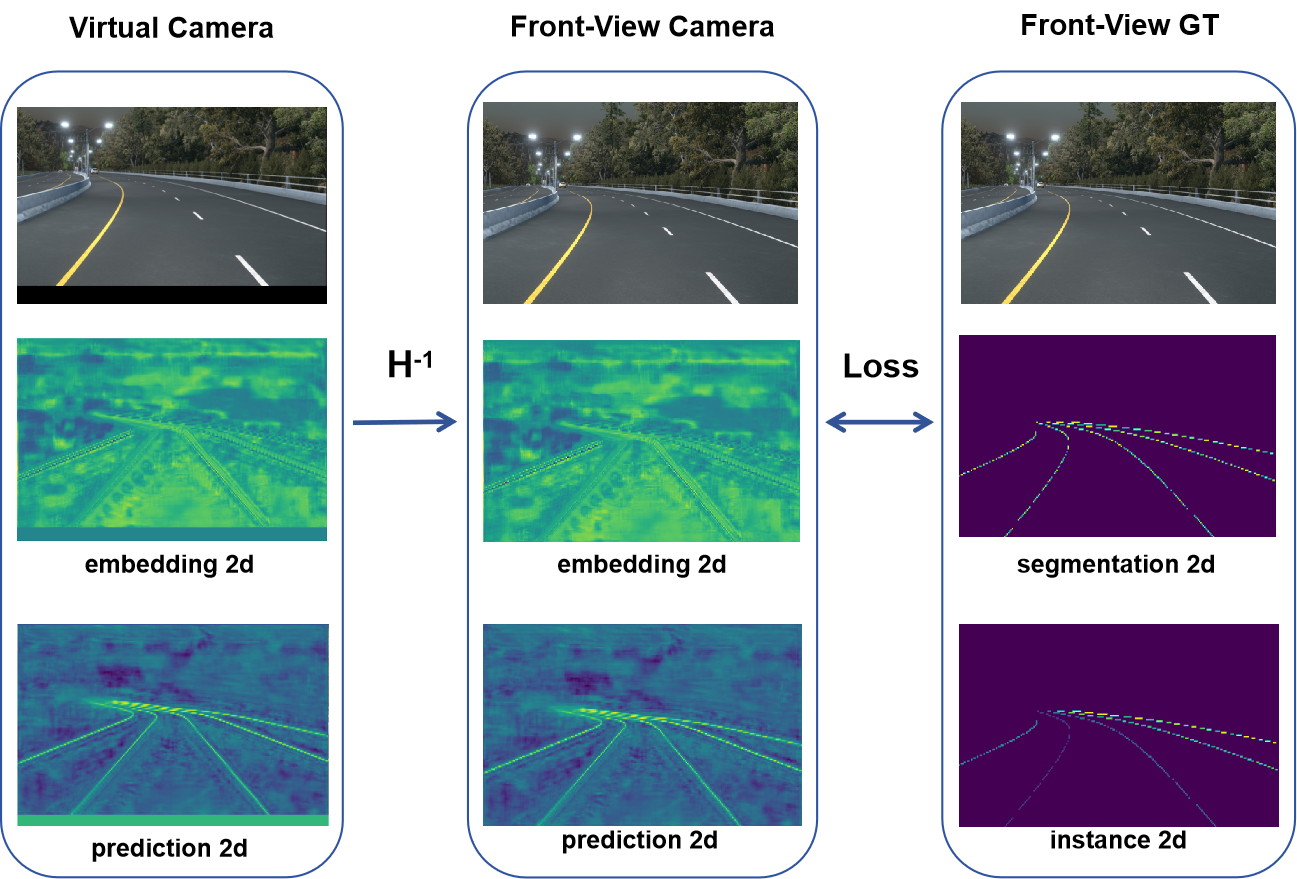 Virtual Camera
Front-View Camera
Front-View GT
H-1
Loss
embedding 2d
embedding 2d
segmentation 2d
prediction 2d
prediction 2d
instance 2d